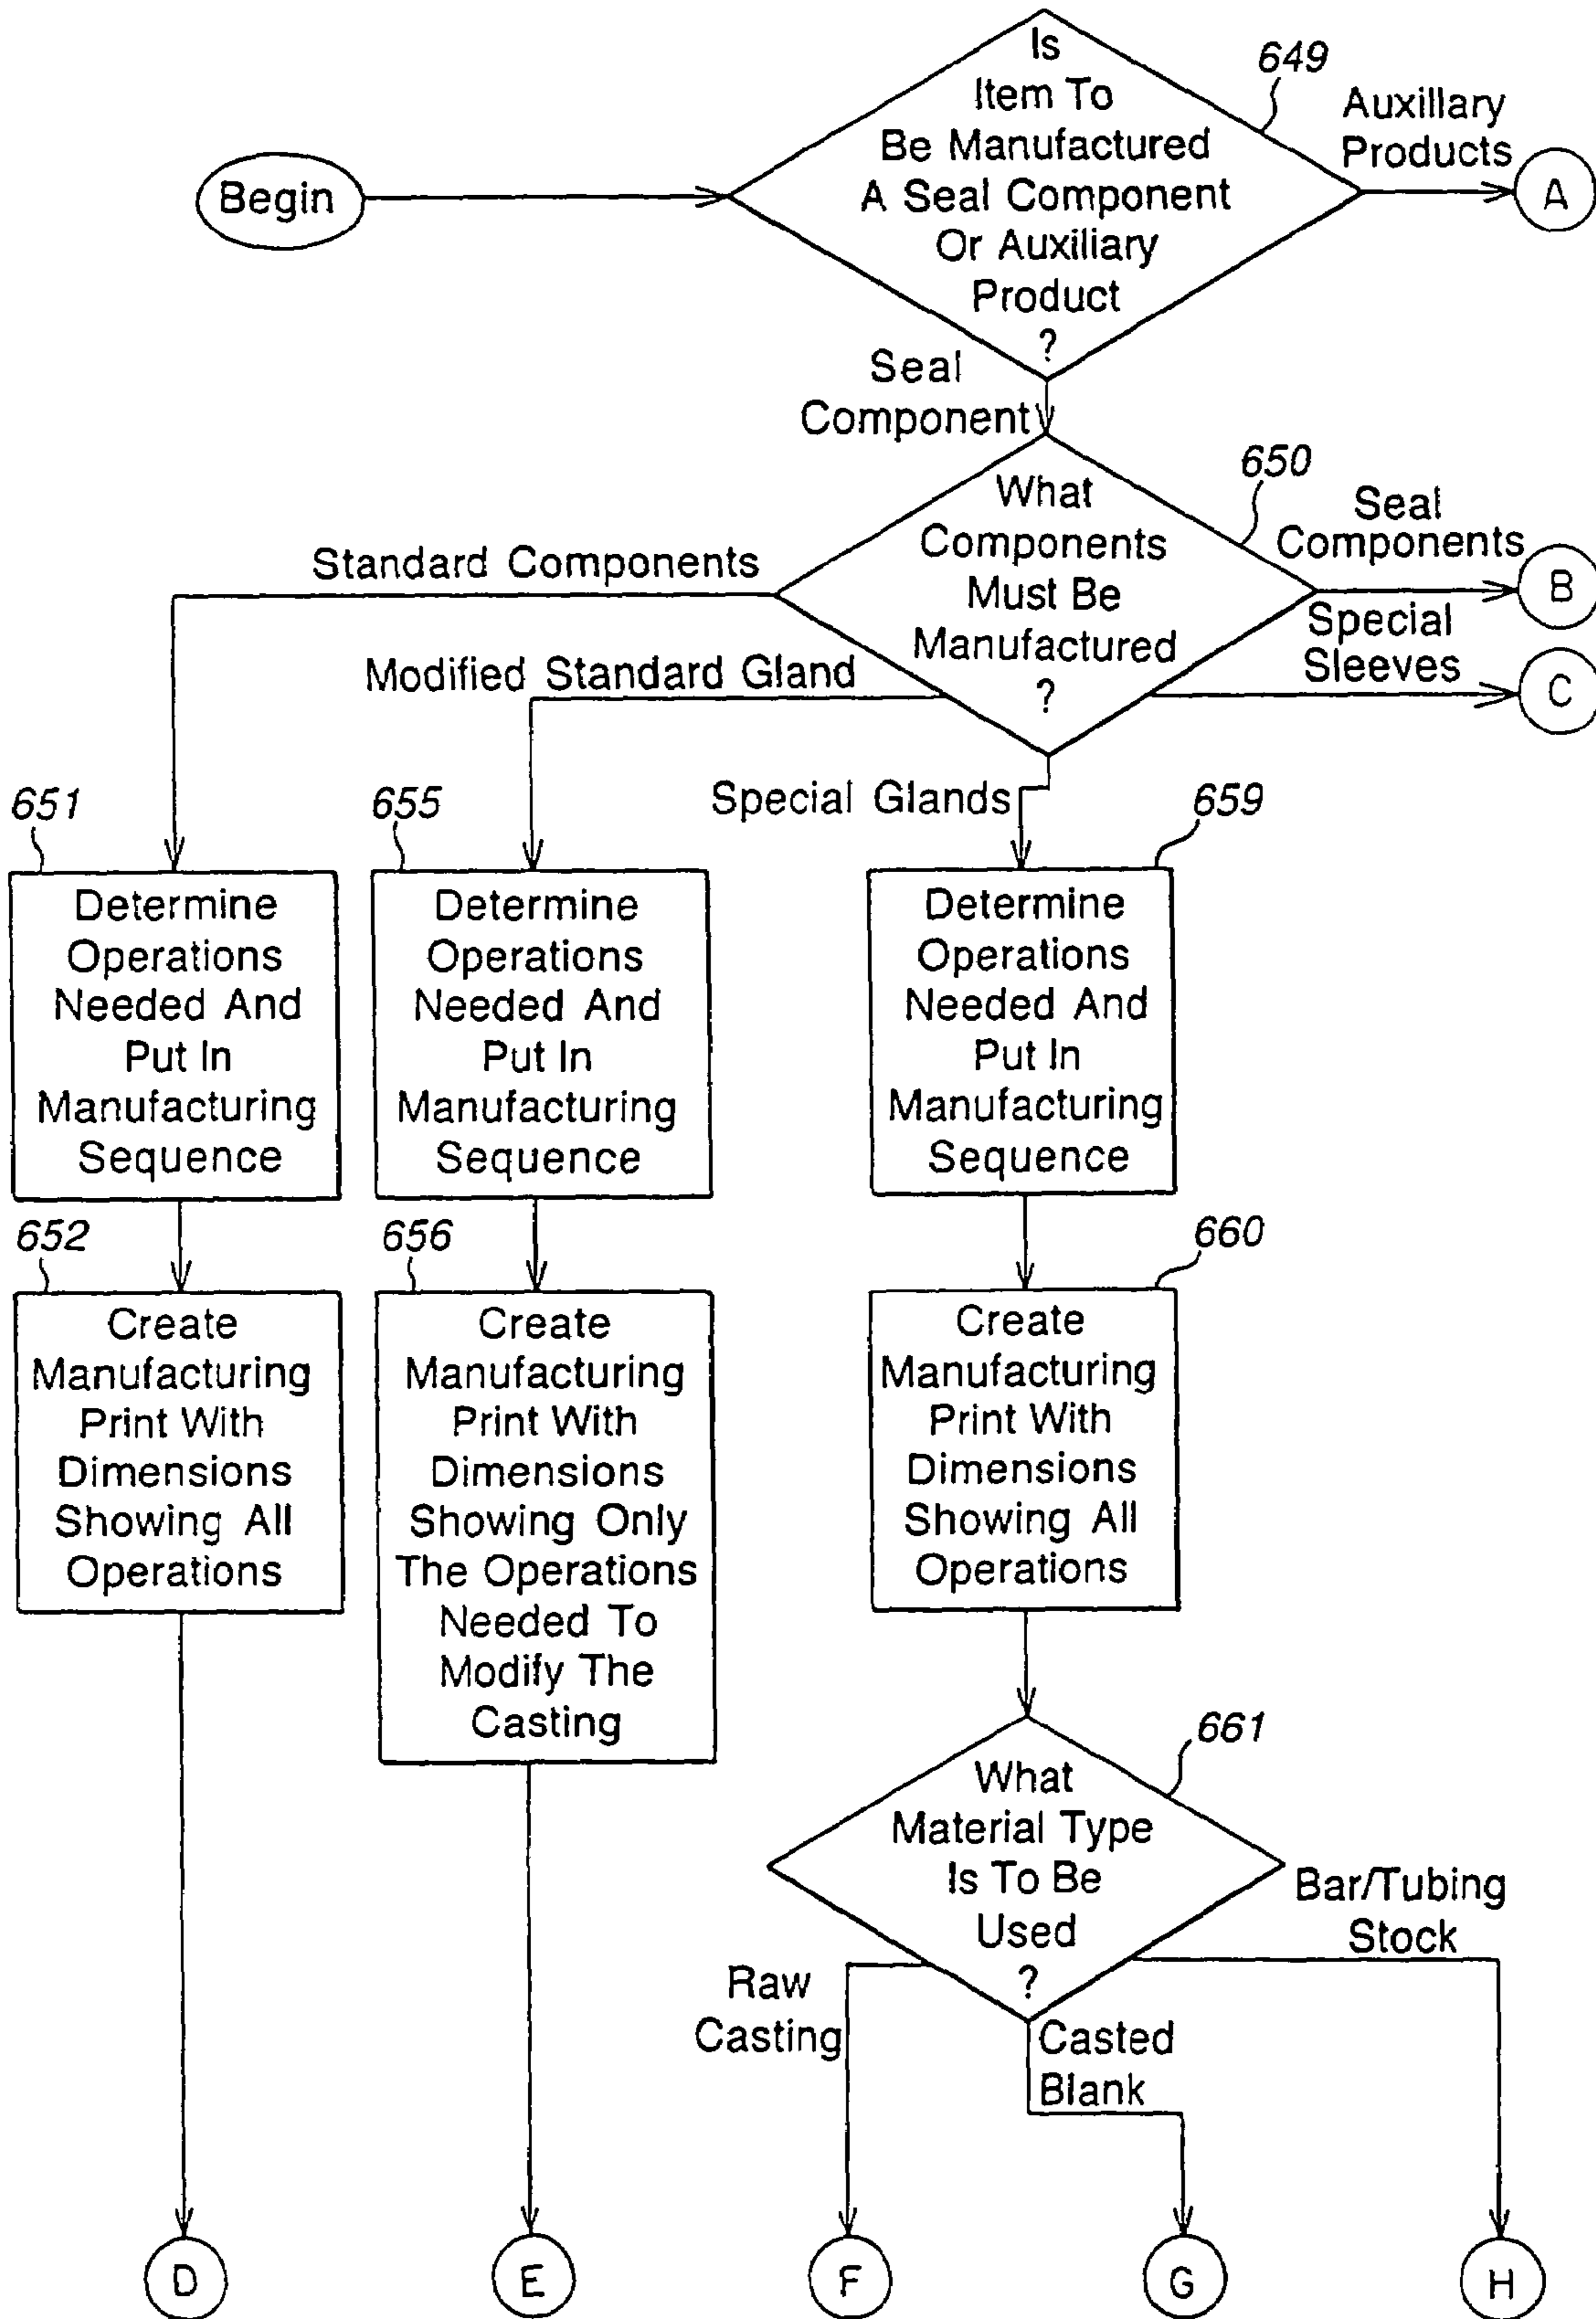 Begin
Is
Item To
Be Manufactured
A Seal Component
Or Auxiliary
Product
?
649
Auxillary
Products
A
Seal
Component
What
Components
Must Be
Manufactured
?
650
Seal
Components
B
Special
Sleeves
C
Standard Components
Modified Standard Gland
Special Glands
651
Determine
Operations
Needed And
Put In
Manufacturing
Sequence
655
Determine
Operations
Needed And
Put In
Manufacturing
Sequence
659
Determine
Operations
Needed And
Put In
Manufacturing
Sequence
652
Create
Manufacturing
Print With
Dimensions
Showing All
Operations
656
Create
Manufacturing
Print With
Dimensions
Showing Only
The Operations
Needed To
Modify The
Casting
660
Create
Manufacturing
Print With
Dimensions
Showing All
Operations
661
What
Material Type
Is To Be
Used
?
Raw
Casting
Casted
Blank
Bar/Tubing
Stock
D
E
F
G
H